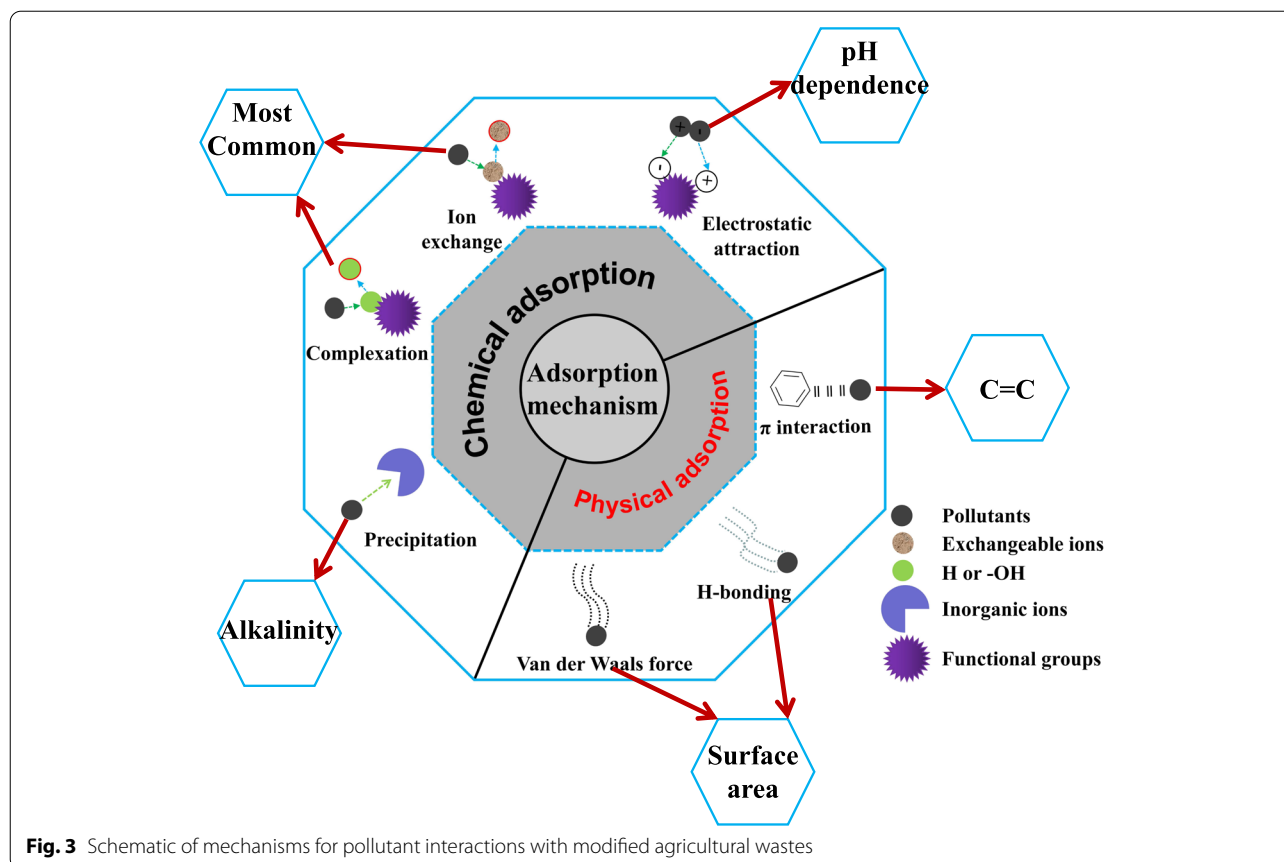 pH
dependence
Most
Common
+
-
-
+
Ion
exchange
Electrostatic
attraction
Chemical adsorption
Complexation
Adsorption
mechanism
C=C
π interaction
Physical adsorption
Precipitation
Pollutants
Exchangeable ions
H or -OH
Inorganic ions
Functional groups
H-bonding
Alkalinity
Van der Waals force
Surface
area
Fig. 3 Schematic of mechanisms for pollutant interactions with modified agricultural wastes